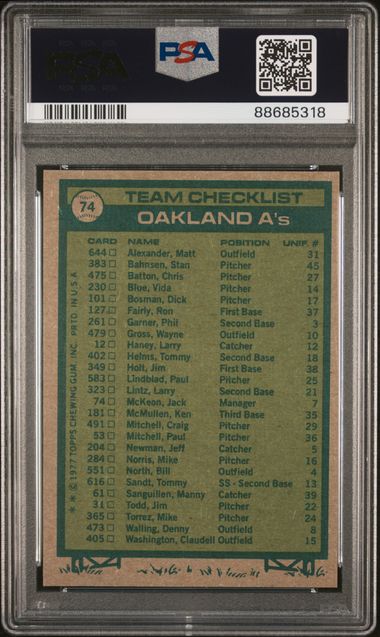 PSA
PSA
88685318
74
TEAM CHECKLIST
OAKLAND A's
CARD NAME POSITION UNIF. #
644 Alexander, Matt Outfield 31
383 Bahnsen, Stan Pitcher 45
475 Batton, Chris Pitcher 27
230 Blue, Vida Pitcher 14
101 Bosman, Dick Pitcher 17
127 Fairly, Ron First Base 37
261 Garner, Phil Second Base 3
479 Gross, Wayne Outfield 10
12 Haney, Larry Catcher 12
402 Helms, Tommy Second Base 18
349 Holt, Jim First Base 38
583 Lindblad, Paul Pitcher 25
323 Lintz, Larry Second Base 21
74 McKeon, Jack Manager 7
181 McMullen, Ken Third Base 35
491 Mitchell, Craig Pitcher 29
53 Mitchell, Paul Pitcher 36
204 Newman, Jeff Catcher 5
284 Norris, Mike Pitcher 16
551 North, Bill Outfield 4
616 Sandt, Tommy SS - Second Base 13
61 Sanguillen, Manny Catcher 39
31 Todd, Jim Pitcher 22
365 Torrez, Mike Pitcher 24
473 Walling, Denny Outfield 8
405 Washington, Claudell Outfield 15
* * © 1977 TOPPS CHEWING GUM, INC. PRTD. IN U.S.A.